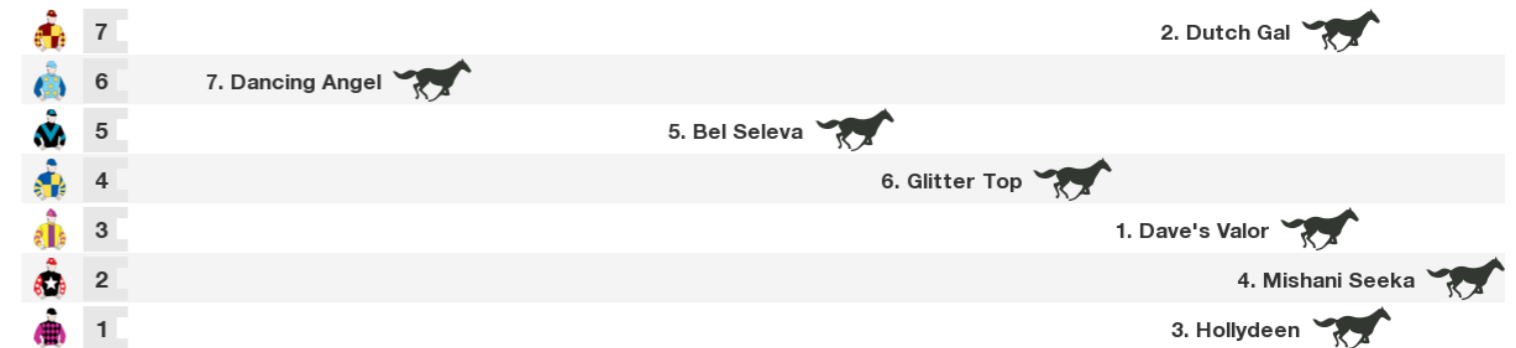 7 2. Dutch Gal
6 7. Dancing Angel
5 5. Bel Seleva
4 6. Glitter Top
3 1. Dave's Valor
2 4. Mishani Seeka
1 3. Hollydeen